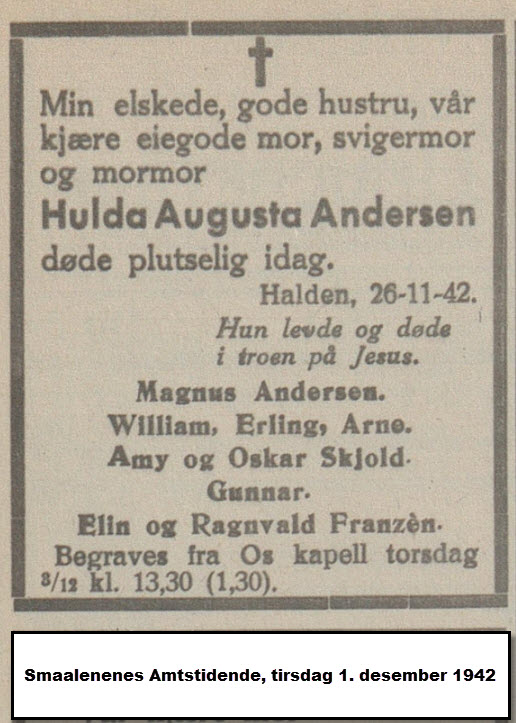 Min elskede, gode hustru, vår
kjære eiegode mor, svigermor
og mormor
Hulda Augusta Andersen
døde plutselig idag.
Halden, 26-11-42.
Hun levde og døde
i troen på Jesus.
Magnus Andersen.
William, Erling, Arne.
Amy og Oskar Skjold.
Gunnar.
Elin og Ragnvald Franzèn.
Begraves fra Os kapell torsdag
3/12 kl. 13,30 (1,30).
Smaalenenes Amtstidende, tirsdag 1. desember 1942